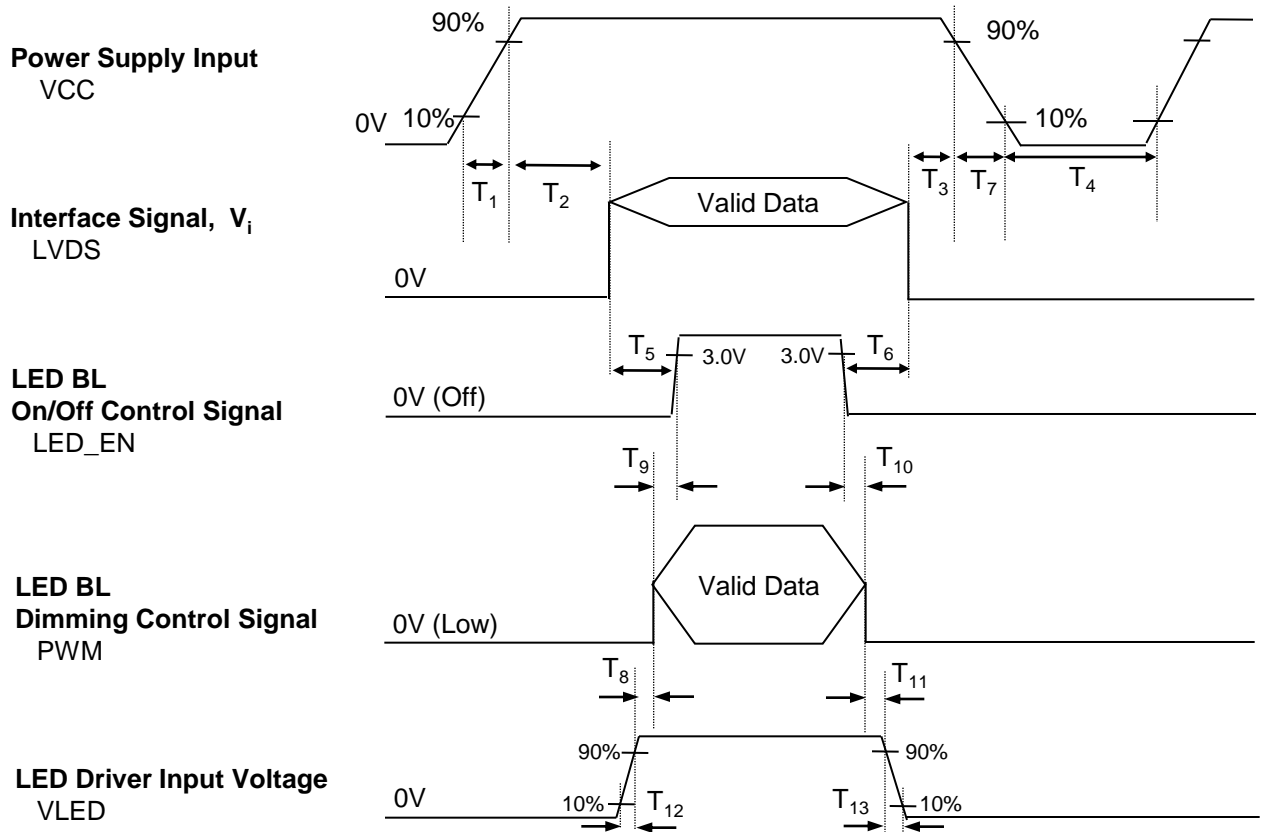 90%
90%
Power Supply Input
VCC
0V
10%
10%
T1
T2
T3
T7
T4
Interface Signal, Vi
LVDS
Valid Data
0V
T5
3.0V
3.0V
T6
LED BL
On/Off Control Signal
LED_EN
0V (Off)
T9
T10
LED BL
Dimming Control Signal
PWM
Valid Data
0V (Low)
T8
T11
90%
90%
LED Driver Input Voltage
VLED
0V
10%
T12
T13
10%